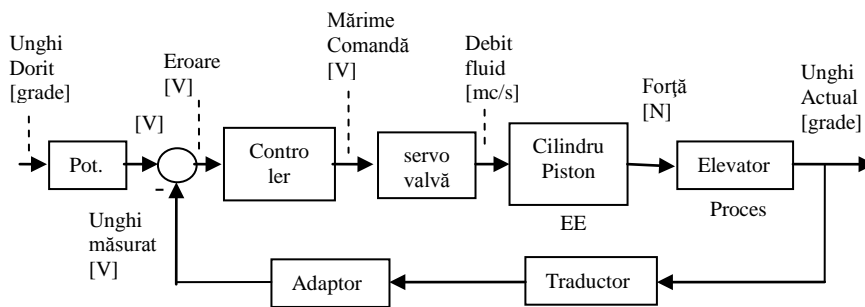 Unghi
Dorit
[grade]
[V]
Eroare
[V]
Mărime
Comandă
[V]
Debit
fluid
[mc/s]
Forţă
[N]
Unghi
Actual
[grade]
Pot.
Contro
ler
servo
valvă
Cilindru
Piston
Elevator
EE
Proces
-
Unghi
măsurat
[V]
Adaptor
Traductor